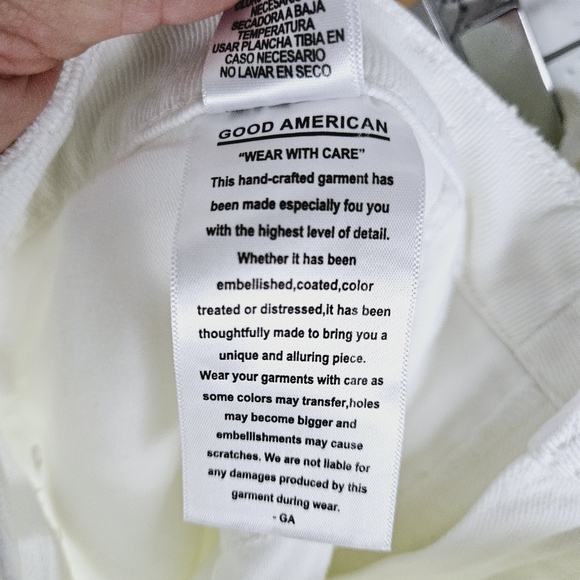 NECESARIO
SECADORA A BAJA
TEMPERATURA
USAR PLANCHA TIBIA EN
CASO NECESARIO
NO LAVAR EN SECO
GOOD AMERICAN
"WEAR WITH CARE"
This hand-crafted garment has
been made especially fou you
with the highest level of detail.
Whether it has been
embellished,coated,color
treated or distressed,it has been
thoughtfully made to bring you a
unique and alluring piece.
Wear your garments with care as
some colors may transfer,holes
may become bigger and
embellishments may cause
scratches. We are not liable for
any damages produced by this
garment during wear.
- GA